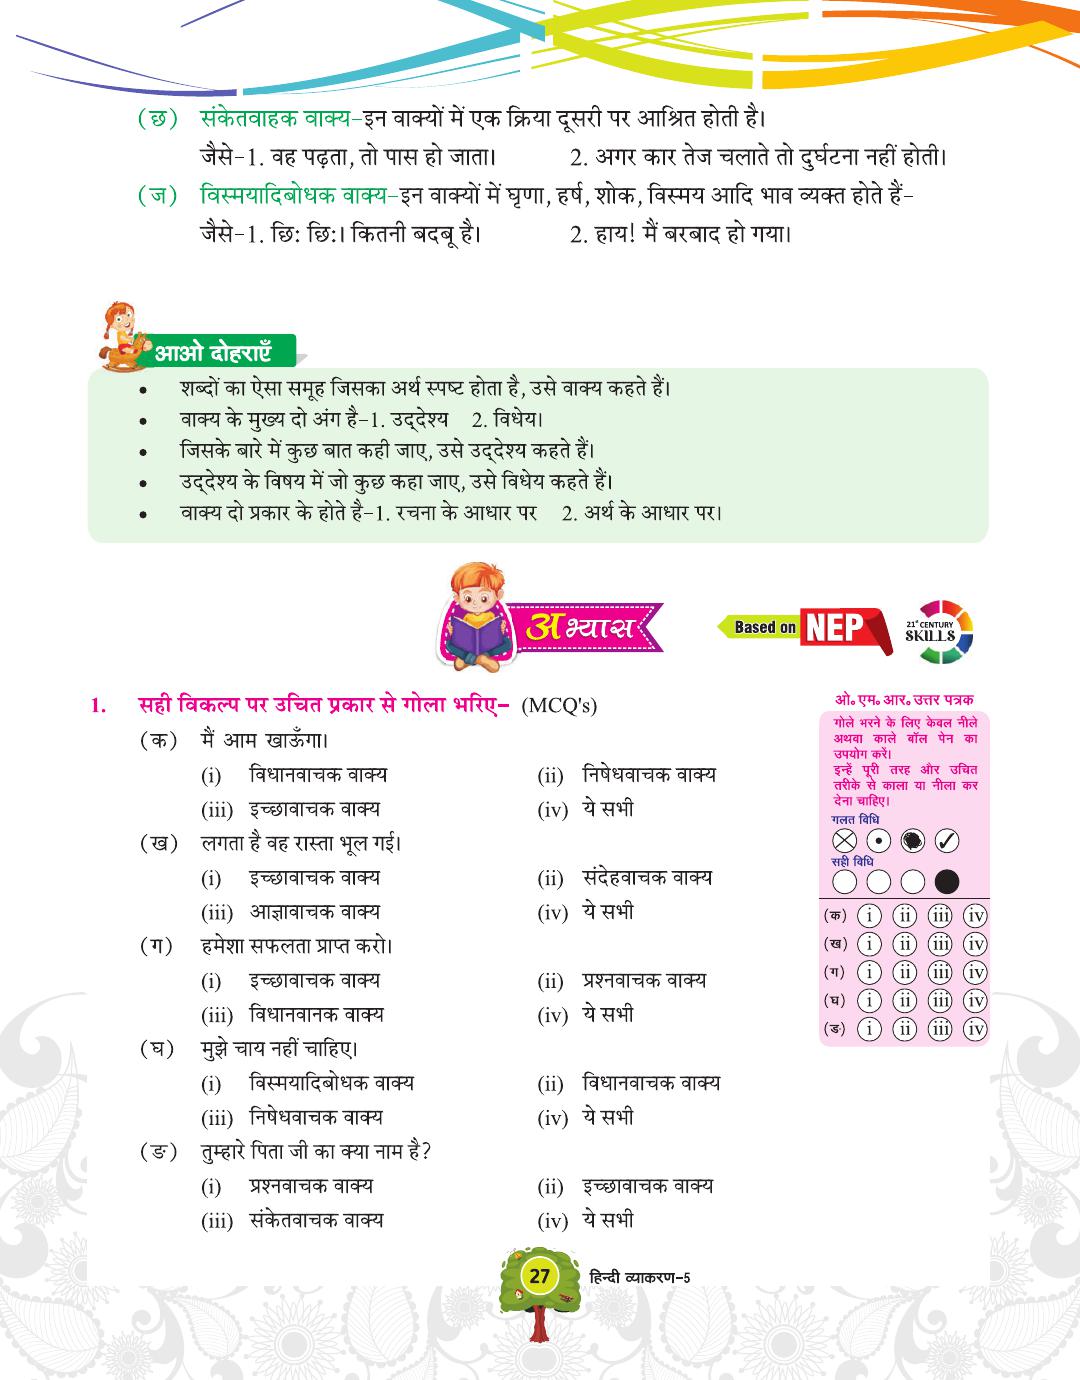 (छ) संकेतवाहक वाक्य–इन वाक्यों में एक क्रिया दूसरी पर आश्रित होती है।
जैसे–1. वह पढ़ता, तो पास हो जाता। 2. अगर कार तेज चलाते तो दुर्घटना नहीं होती।
(ज) विस्मयादिबोधक वाक्य–इन वाक्यों में घृणा, हर्ष, शोक, विस्मय आदि भाव व्यक्त होते हैं–
जैसे–1. छि: छि:। कितनी बदबू है। 2. हाय! मैं बरबाद हो गया।
आओ दोहराएँ
• शब्दों का ऐसा समूह जिसका अर्थ स्पष्ट होता है, उसे वाक्य कहते हैं।
• वाक्य के मुख्य दो अंग है–1. उद्देश्य 2. विधेय।
• जिसके बारे में कुछ बात कही जाए, उसे उद्देश्य कहते हैं।
• उद्देश्य के विषय में जो कुछ कहा जाए, उसे विधेय कहते हैं।
• वाक्य दो प्रकार के होते है–1. रचना के आधार पर 2. अर्थ के आधार पर।
अभ्यास
Based on NEP
21st CENTURY
SKILLS
1. सही विकल्प पर उचित प्रकार से गोला भरिए– (MCQ's)
(क) मैं आम खाऊँगा।
(i) विधानवाचक वाक्य (ii) निषेधवाचक वाक्य
(iii) इच्छावाचक वाक्य (iv) ये सभी
(ख) लगता है वह रास्ता भूल गई।
(i) इच्छावाचक वाक्य (ii) संदेहवाचक वाक्य
(iii) आज्ञावाचक वाक्य (iv) ये सभी
(ग) हमेशा सफलता प्राप्त करो।
(i) इच्छावाचक वाक्य (ii) प्रश्नवाचक वाक्य
(iii) विधानवानक वाक्य (iv) ये सभी
(घ) मुझे चाय नहीं चाहिए।
(i) विस्मयादिबोधक वाक्य (ii) विधानवाचक वाक्य
(iii) निषेधवाचक वाक्य (iv) ये सभी
(ङ) तुम्हारे पिता जी का क्या नाम है?
(i) प्रश्नवाचक वाक्य (ii) इच्छावाचक वाक्य
(iii) संकेतवाचक वाक्य (iv) ये सभी
ओ॰ एम॰ आर॰ उत्तर पत्रक
गोले भरने के लिए केवल नीले
अथवा काले बॉल पेन का
उपयोग करें।
इन्हें पूरी तरह और उचित
तरीके से काला या नीला कर
देना चाहिए।
गलत विधि
सही विधि
(क) i ii iii iv
(ख) i ii iii iv
(ग) i ii iii iv
(घ) i ii iii iv
(ङ) i ii iii iv
27 हिन्दी व्याकरण–5